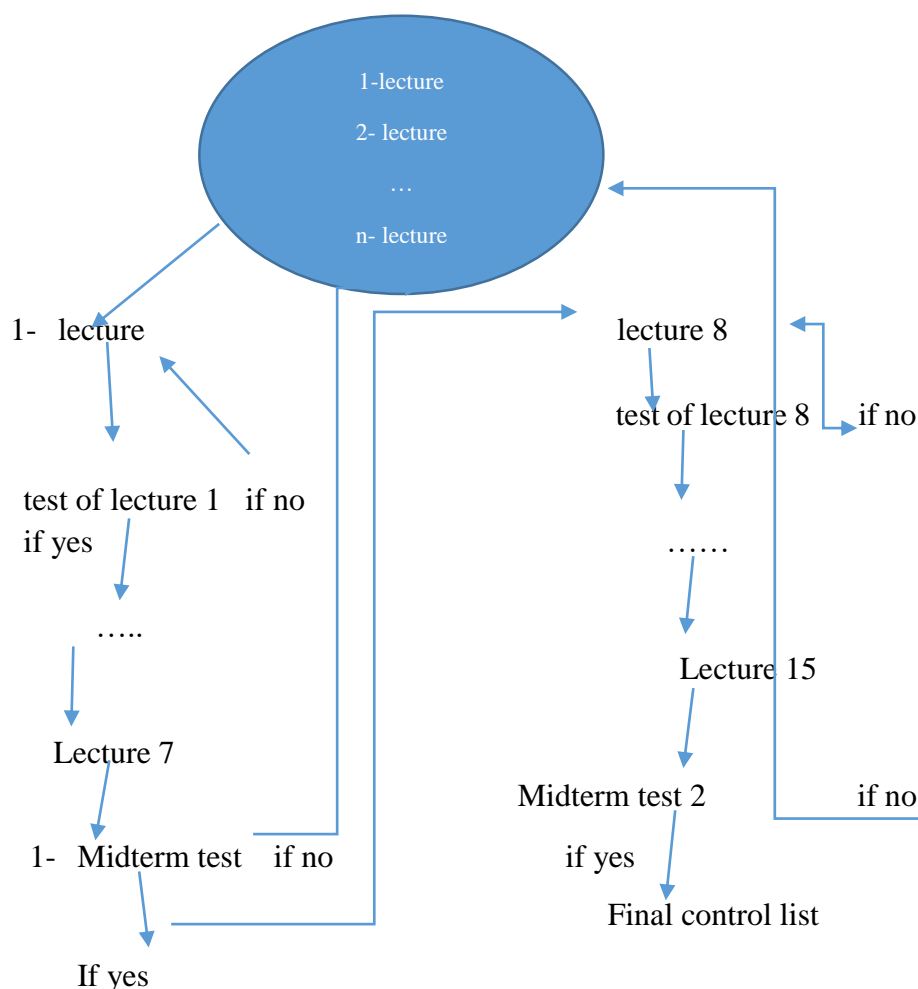 1-lecture
2- lecture
…
n- lecture
1- lecture
test of lecture 1 if no
if yes
…..
Lecture 7
1- Midterm test if no
If yes
lecture 8
test of lecture 8 if no
……
Lecture 15
Midterm test 2 if no
if yes
Final control list